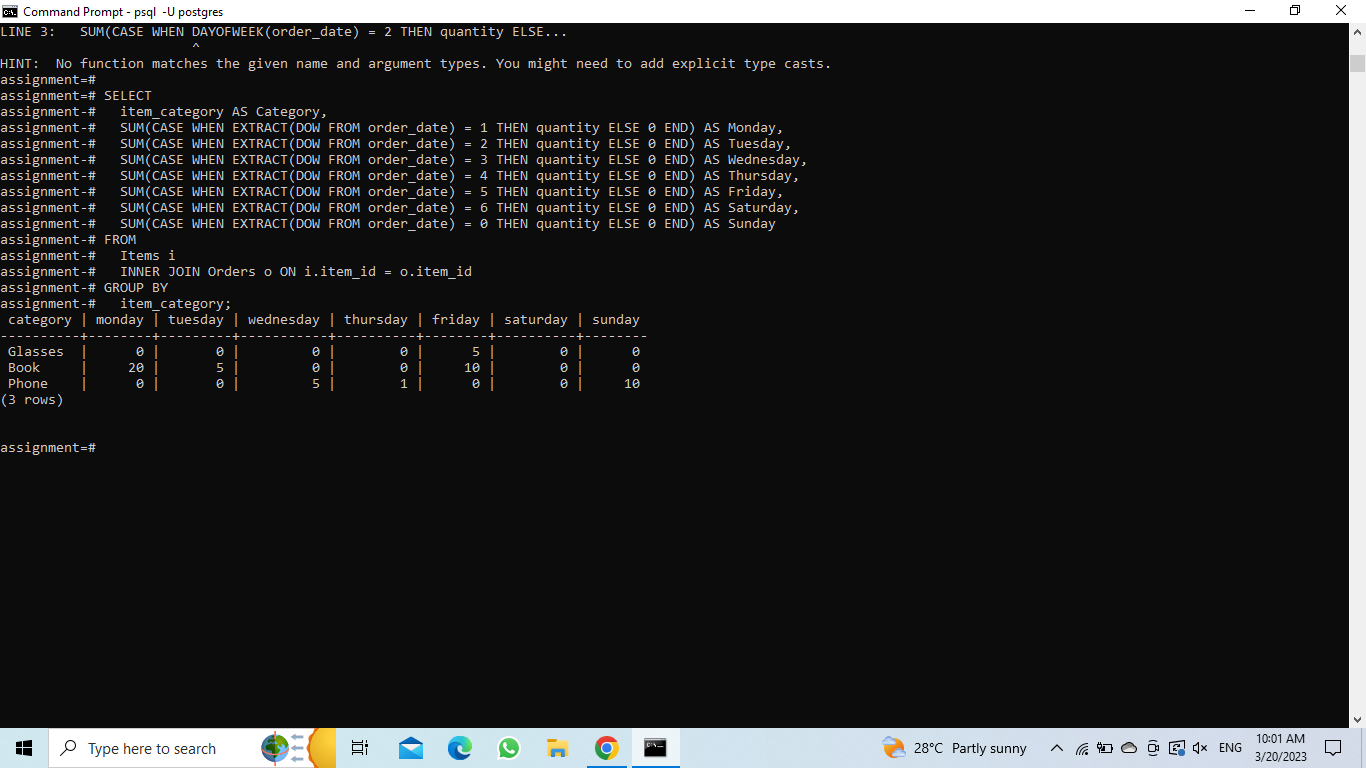 Command Prompt - psql  -U postgres
LINE 3:   SUM(CASE WHEN DAYOFWEEK(order_date) = 2 THEN quantity ELSE...
                        ^
HINT:  No function matches the given name and argument types. You might need to add explicit type casts.
assignment=#
assignment=# SELECT
assignment-#   item_category AS Category,
assignment-#   SUM(CASE WHEN EXTRACT(DOW FROM order_date) = 1 THEN quantity ELSE 0 END) AS Monday,
assignment-#   SUM(CASE WHEN EXTRACT(DOW FROM order_date) = 2 THEN quantity ELSE 0 END) AS Tuesday,
assignment-#   SUM(CASE WHEN EXTRACT(DOW FROM order_date) = 3 THEN quantity ELSE 0 END) AS Wednesday,
assignment-#   SUM(CASE WHEN EXTRACT(DOW FROM order_date) = 4 THEN quantity ELSE 0 END) AS Thursday,
assignment-#   SUM(CASE WHEN EXTRACT(DOW FROM order_date) = 5 THEN quantity ELSE 0 END) AS Friday,
assignment-#   SUM(CASE WHEN EXTRACT(DOW FROM order_date) = 6 THEN quantity ELSE 0 END) AS Saturday,
assignment-#   SUM(CASE WHEN EXTRACT(DOW FROM order_date) = 0 THEN quantity ELSE 0 END) AS Sunday
assignment-# FROM
assignment-#   Items i
assignment-#   INNER JOIN Orders o ON i.item_id = o.item_id
assignment-# GROUP BY
assignment-#   item_category;
 category | monday | tuesday | wednesday | thursday | friday | saturday | sunday
----------+--------+---------+-----------+----------+--------+----------+--------
 Glasses  |      0 |       0 |         0 |        0 |      5 |        0 |      0
 Book     |     20 |       5 |         0 |        0 |     10 |        0 |      0
 Phone    |      0 |       0 |         5 |        1 |      0 |        0 |     10
(3 rows)
assignment=#
Type here to search
28°C Partly sunny
ENG
10:01 AM
3/20/2023